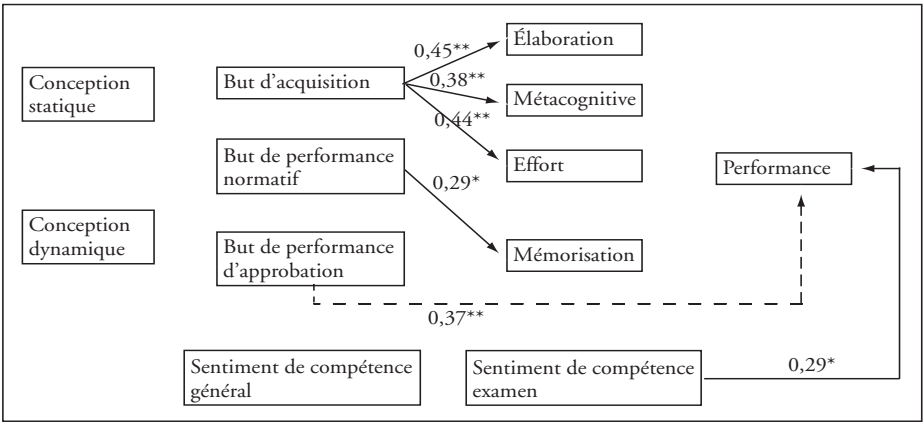 Conception
statique
But d'acquisition
0,45**
0,38**
0,44**
Élaboration
Métacognitive
Effort
But de performance
normatif
0,29*
Mémorisation
Performance
Conception
dynamique
But de performance
d'approbation
0,37**
Sentiment de compétence
général
Sentiment de compétence
examen
0,29*